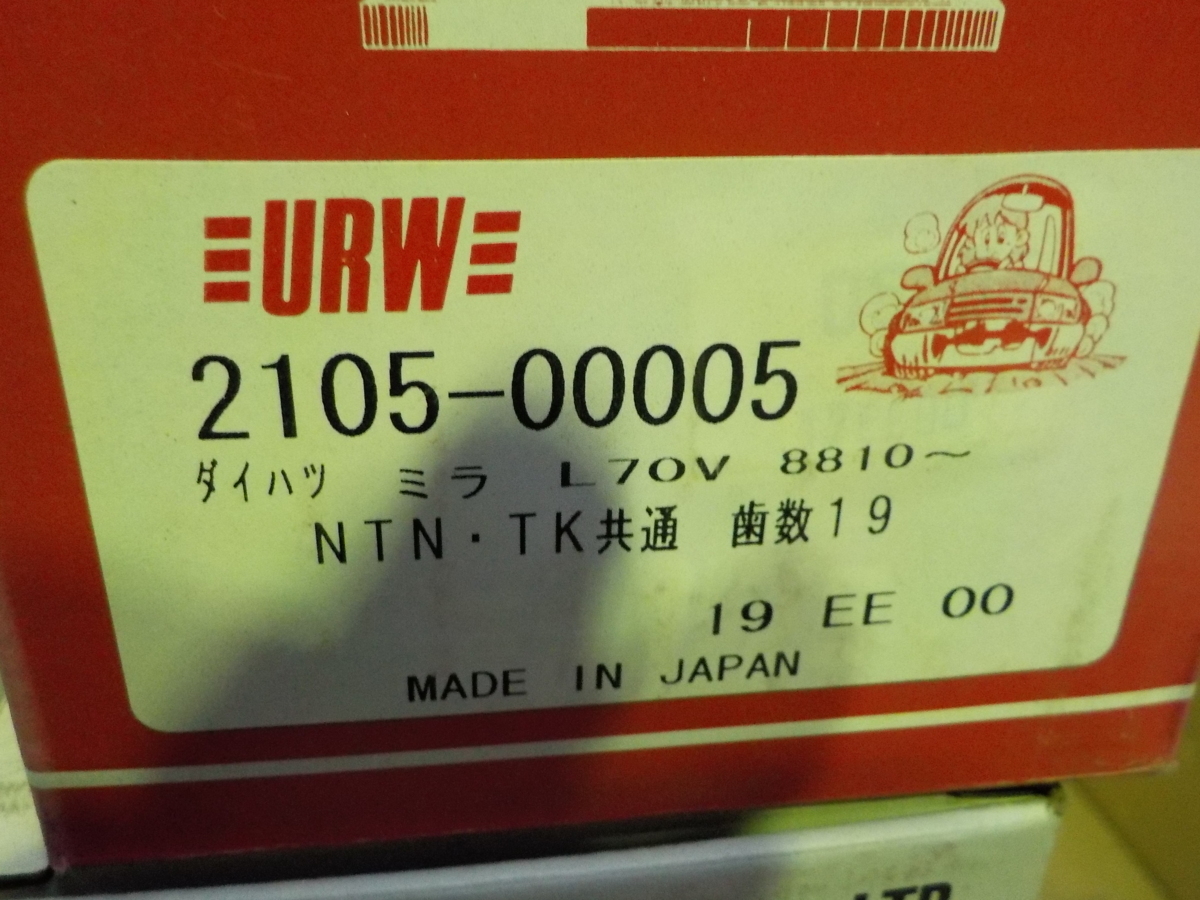 URW
2105-00005
ダイハツ ミラ L70V 8810～
NTN・TK共通 歯数19
19 EE 00
MADE IN JAPAN
LTD